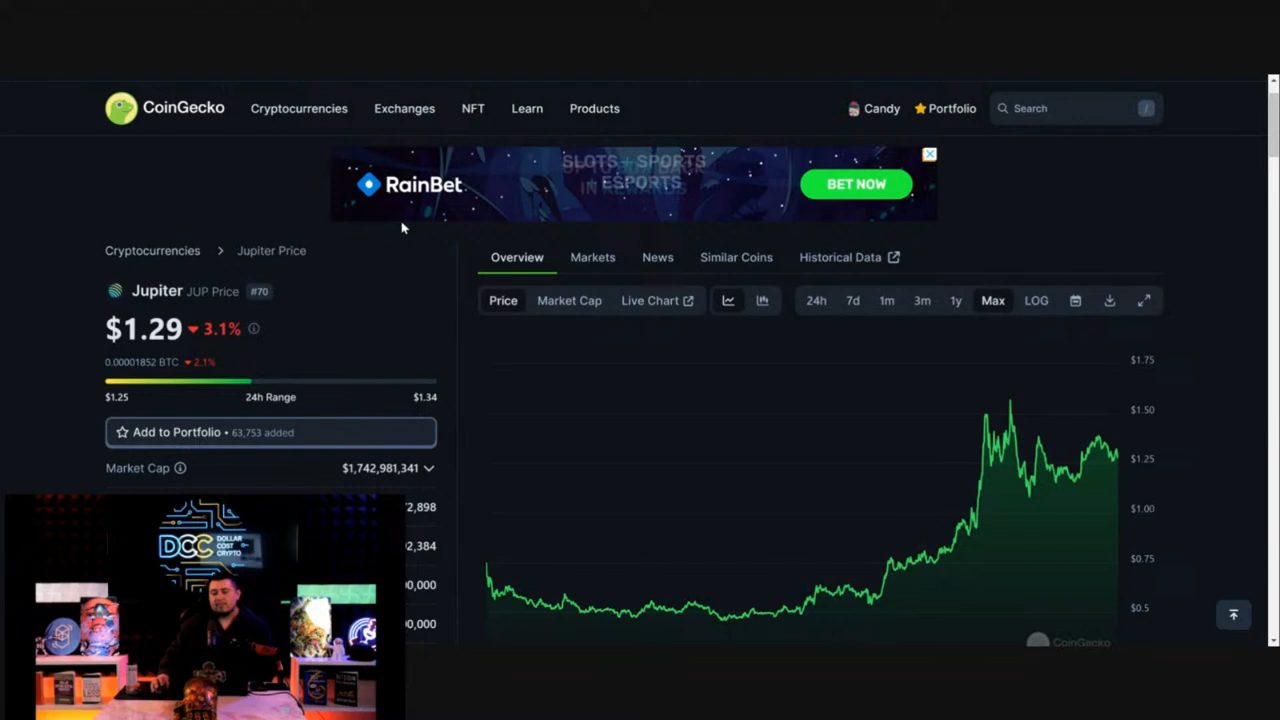 CoinGecko
Cryptocurrencies
Exchanges
NFT
Learn
Products
Candy
Portfolio
Search
/
RainBet
SLOTS + SPORTS
+ ESPORTS
BET NOW
Cryptocurrencies > Jupiter Price
Jupiter JUP Price #70
$1.29 3.1%
0.00001852 BTC 2.1%
$1.25
24h Range
$1.34
Add to Portfolio • 63,753 added
Market Cap
$1,742,981,341
2,898
2,384
0,000
0,000
Overview
Markets
News
Similar Coins
Historical Data
Price
Market Cap
Live Chart
24h
7d
1m
3m
1y
Max
LOG
$1.75
$1.50
$1.25
$1.00
$0.75
$0.5
CoinGecko
DCC
DOLLAR
COST
CRYPTO